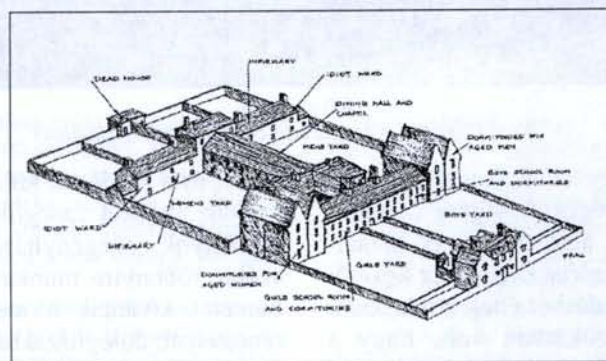 INFIRMARY
IDIOT WARD
DEAD HOUSE
DINING HALL AND
CHAPEL
MENS YARD
DORMITORIES FOR
AGED MEN
BOYS SCHOOL ROOM
AND DORMITORIES
BOYS YARD
WOMENS YARD
IDIOT WARD
INFIRMARY
YARD
DORMITORIES FOR
AGED WOMEN
GIRLS SCHOOL ROOM
AND DORMITORIES